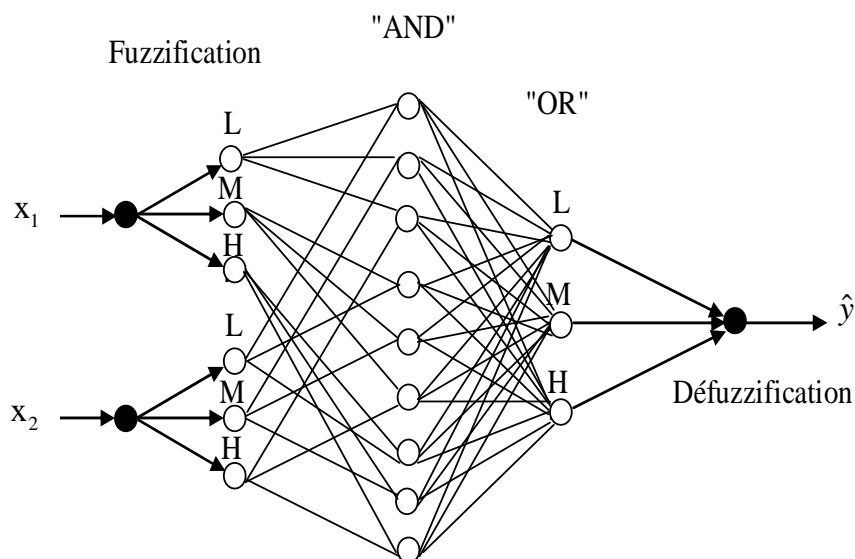 "AND"
Fuzzification
"OR"
L
M
H
x1
L
M
H
x2
L
M
H
ŷ
Défuzzification